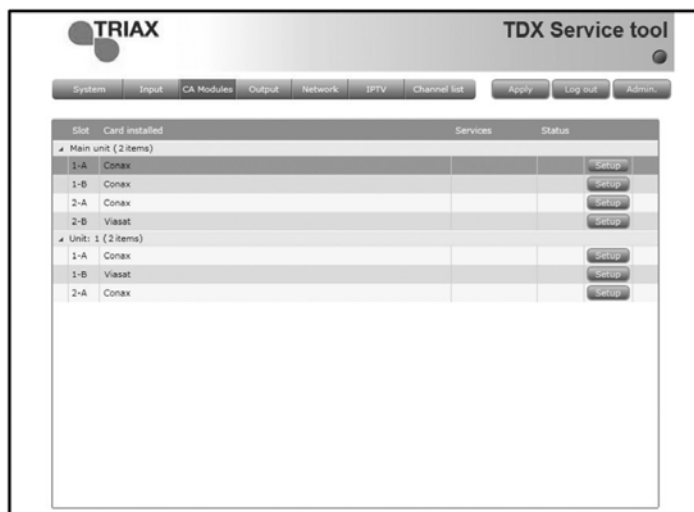 TRIAX
TDX Service tool
System Input CA Modules Output Network IPTV Channel list Apply Log out Admin.
Slot Card installed Services Status
Main unit (2 items)
1-A Conax Setup
1-B Conax Setup
2-A Conax Setup
2-B Viasat Setup
Unit: 1 (2 items)
1-A Conax Setup
1-B Viasat Setup
2-A Conax Setup